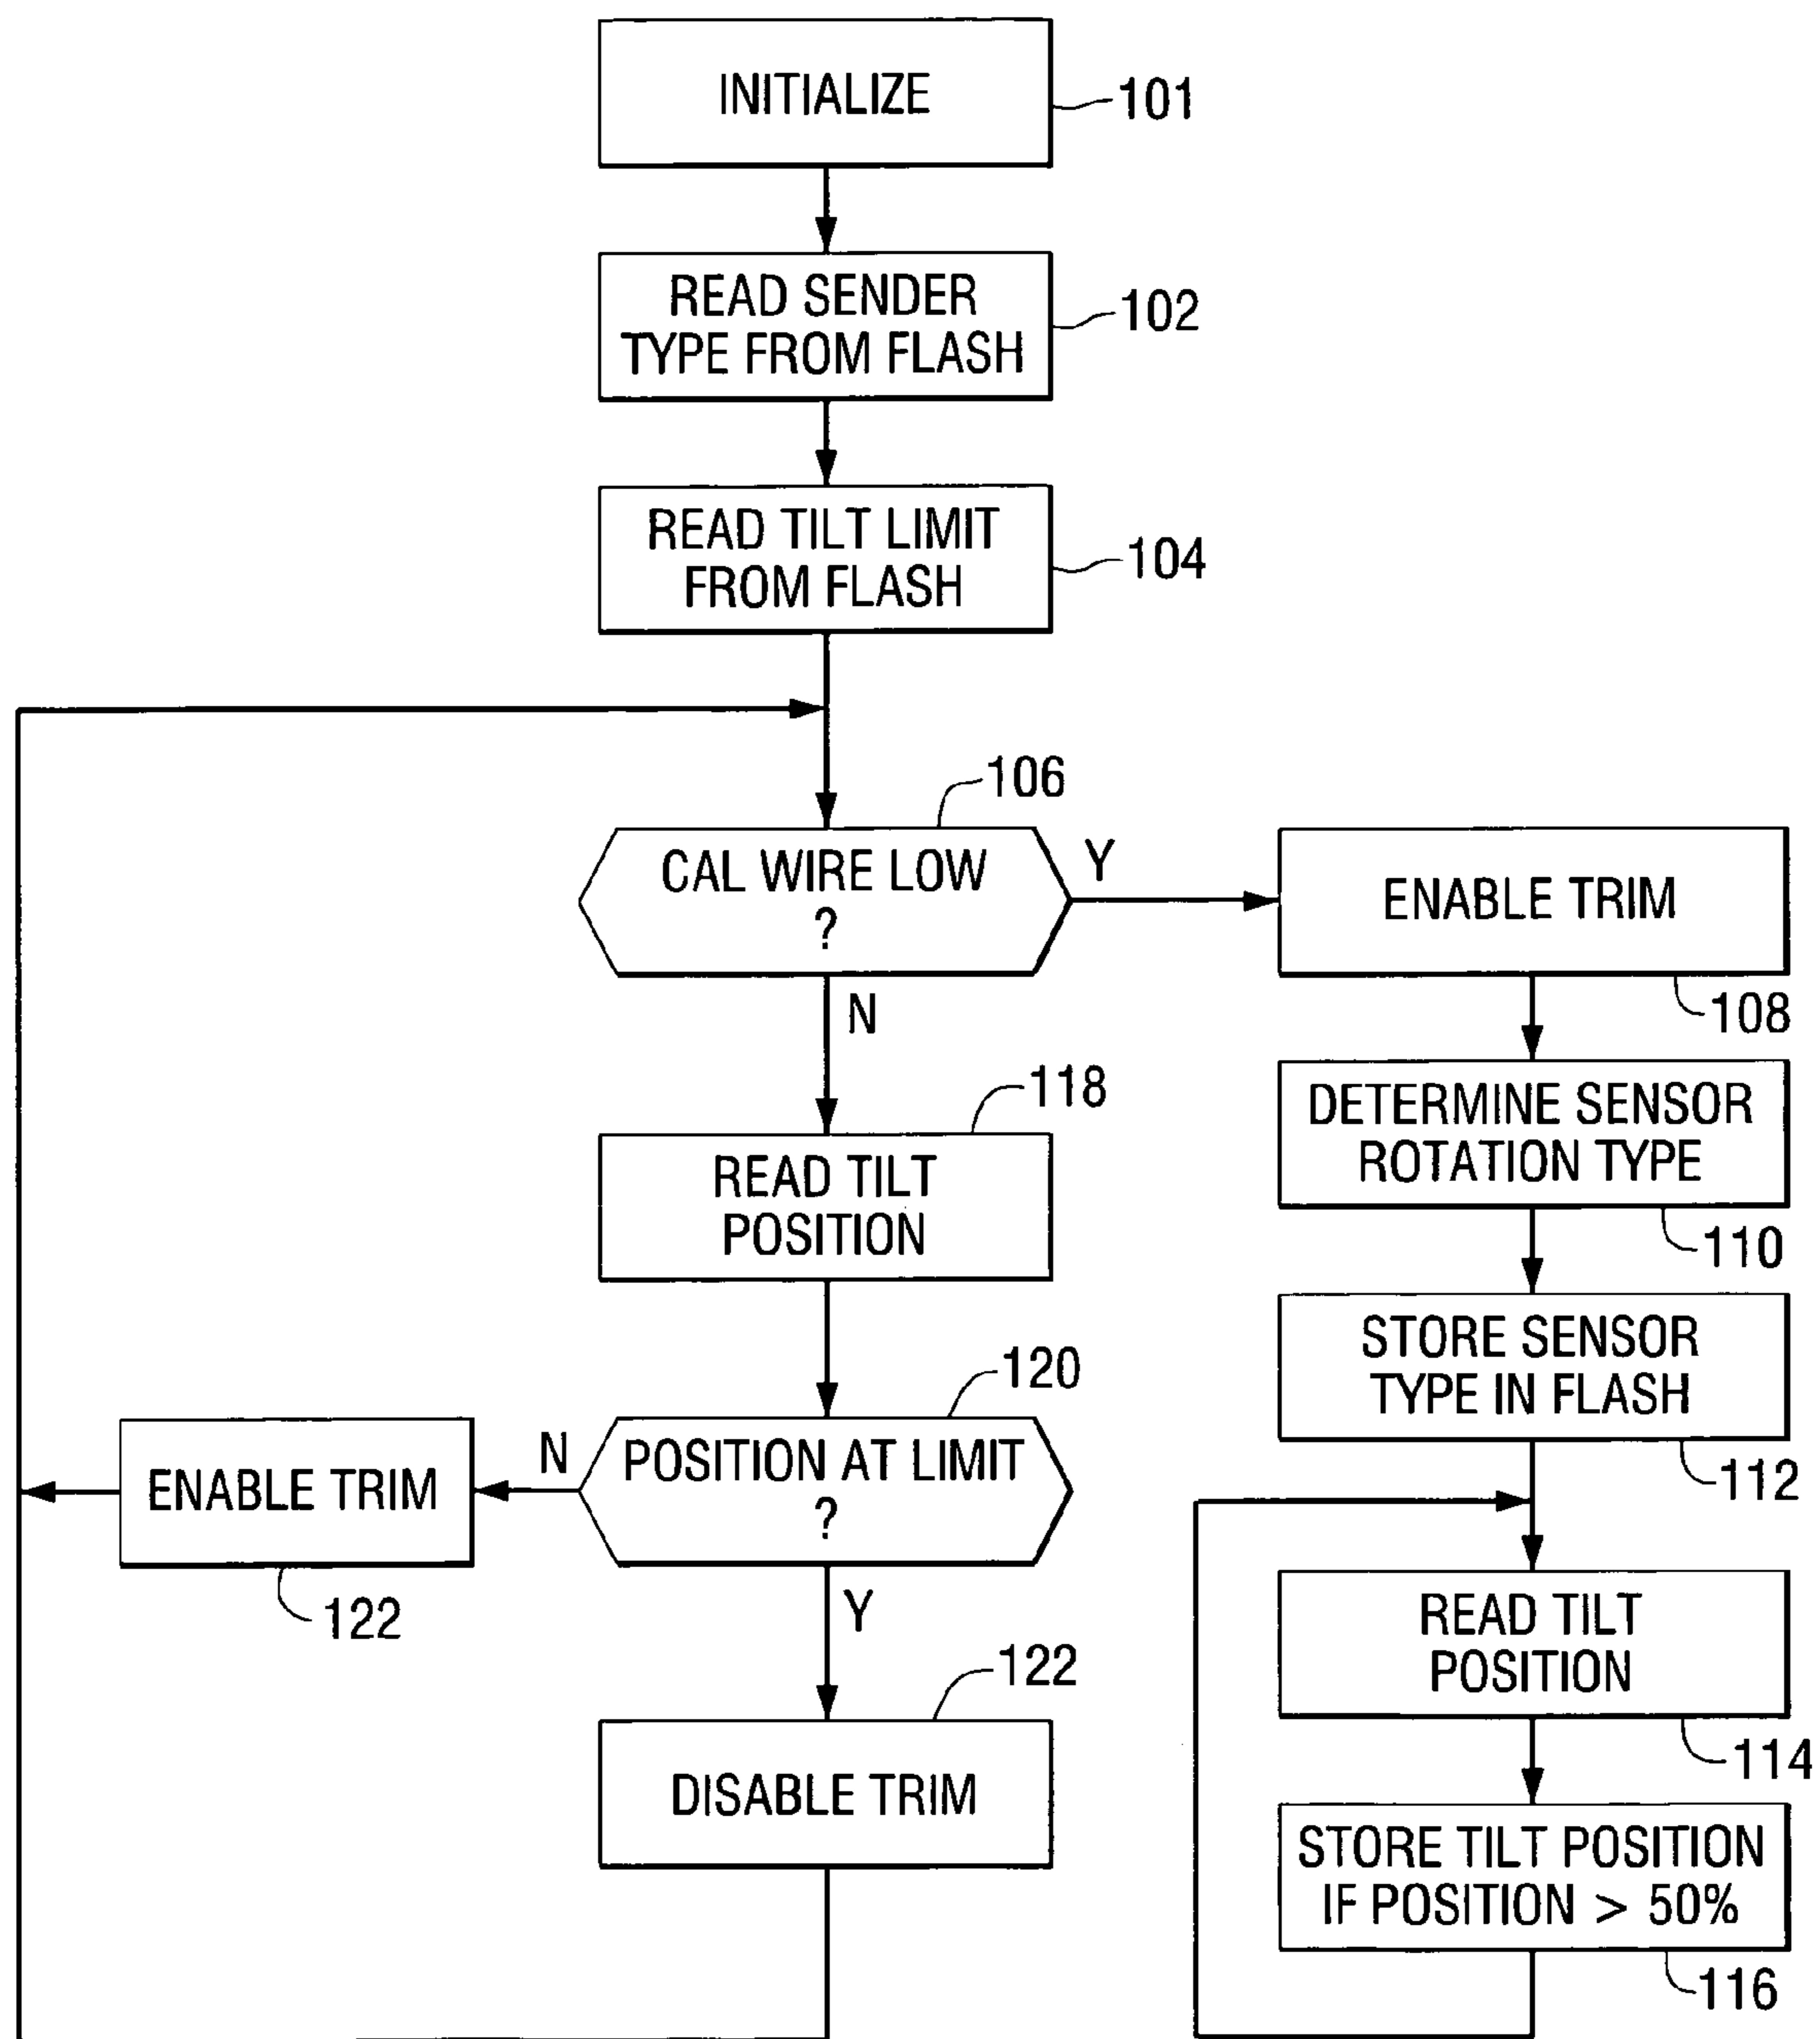 INITIALIZE
101
READ SENDER
TYPE FROM FLASH
102
READ TILT LIMIT
FROM FLASH
104
106
CAL WIRE LOW
?
Y
N
ENABLE TRIM
108
DETERMINE SENSOR
ROTATION TYPE
110
STORE SENSOR
TYPE IN FLASH
112
READ TILT
POSITION
114
STORE TILT POSITION
IF POSITION > 50%
116
118
READ TILT
POSITION
120
POSITION AT LIMIT
?
N
Y
ENABLE TRIM
122
122
DISABLE TRIM